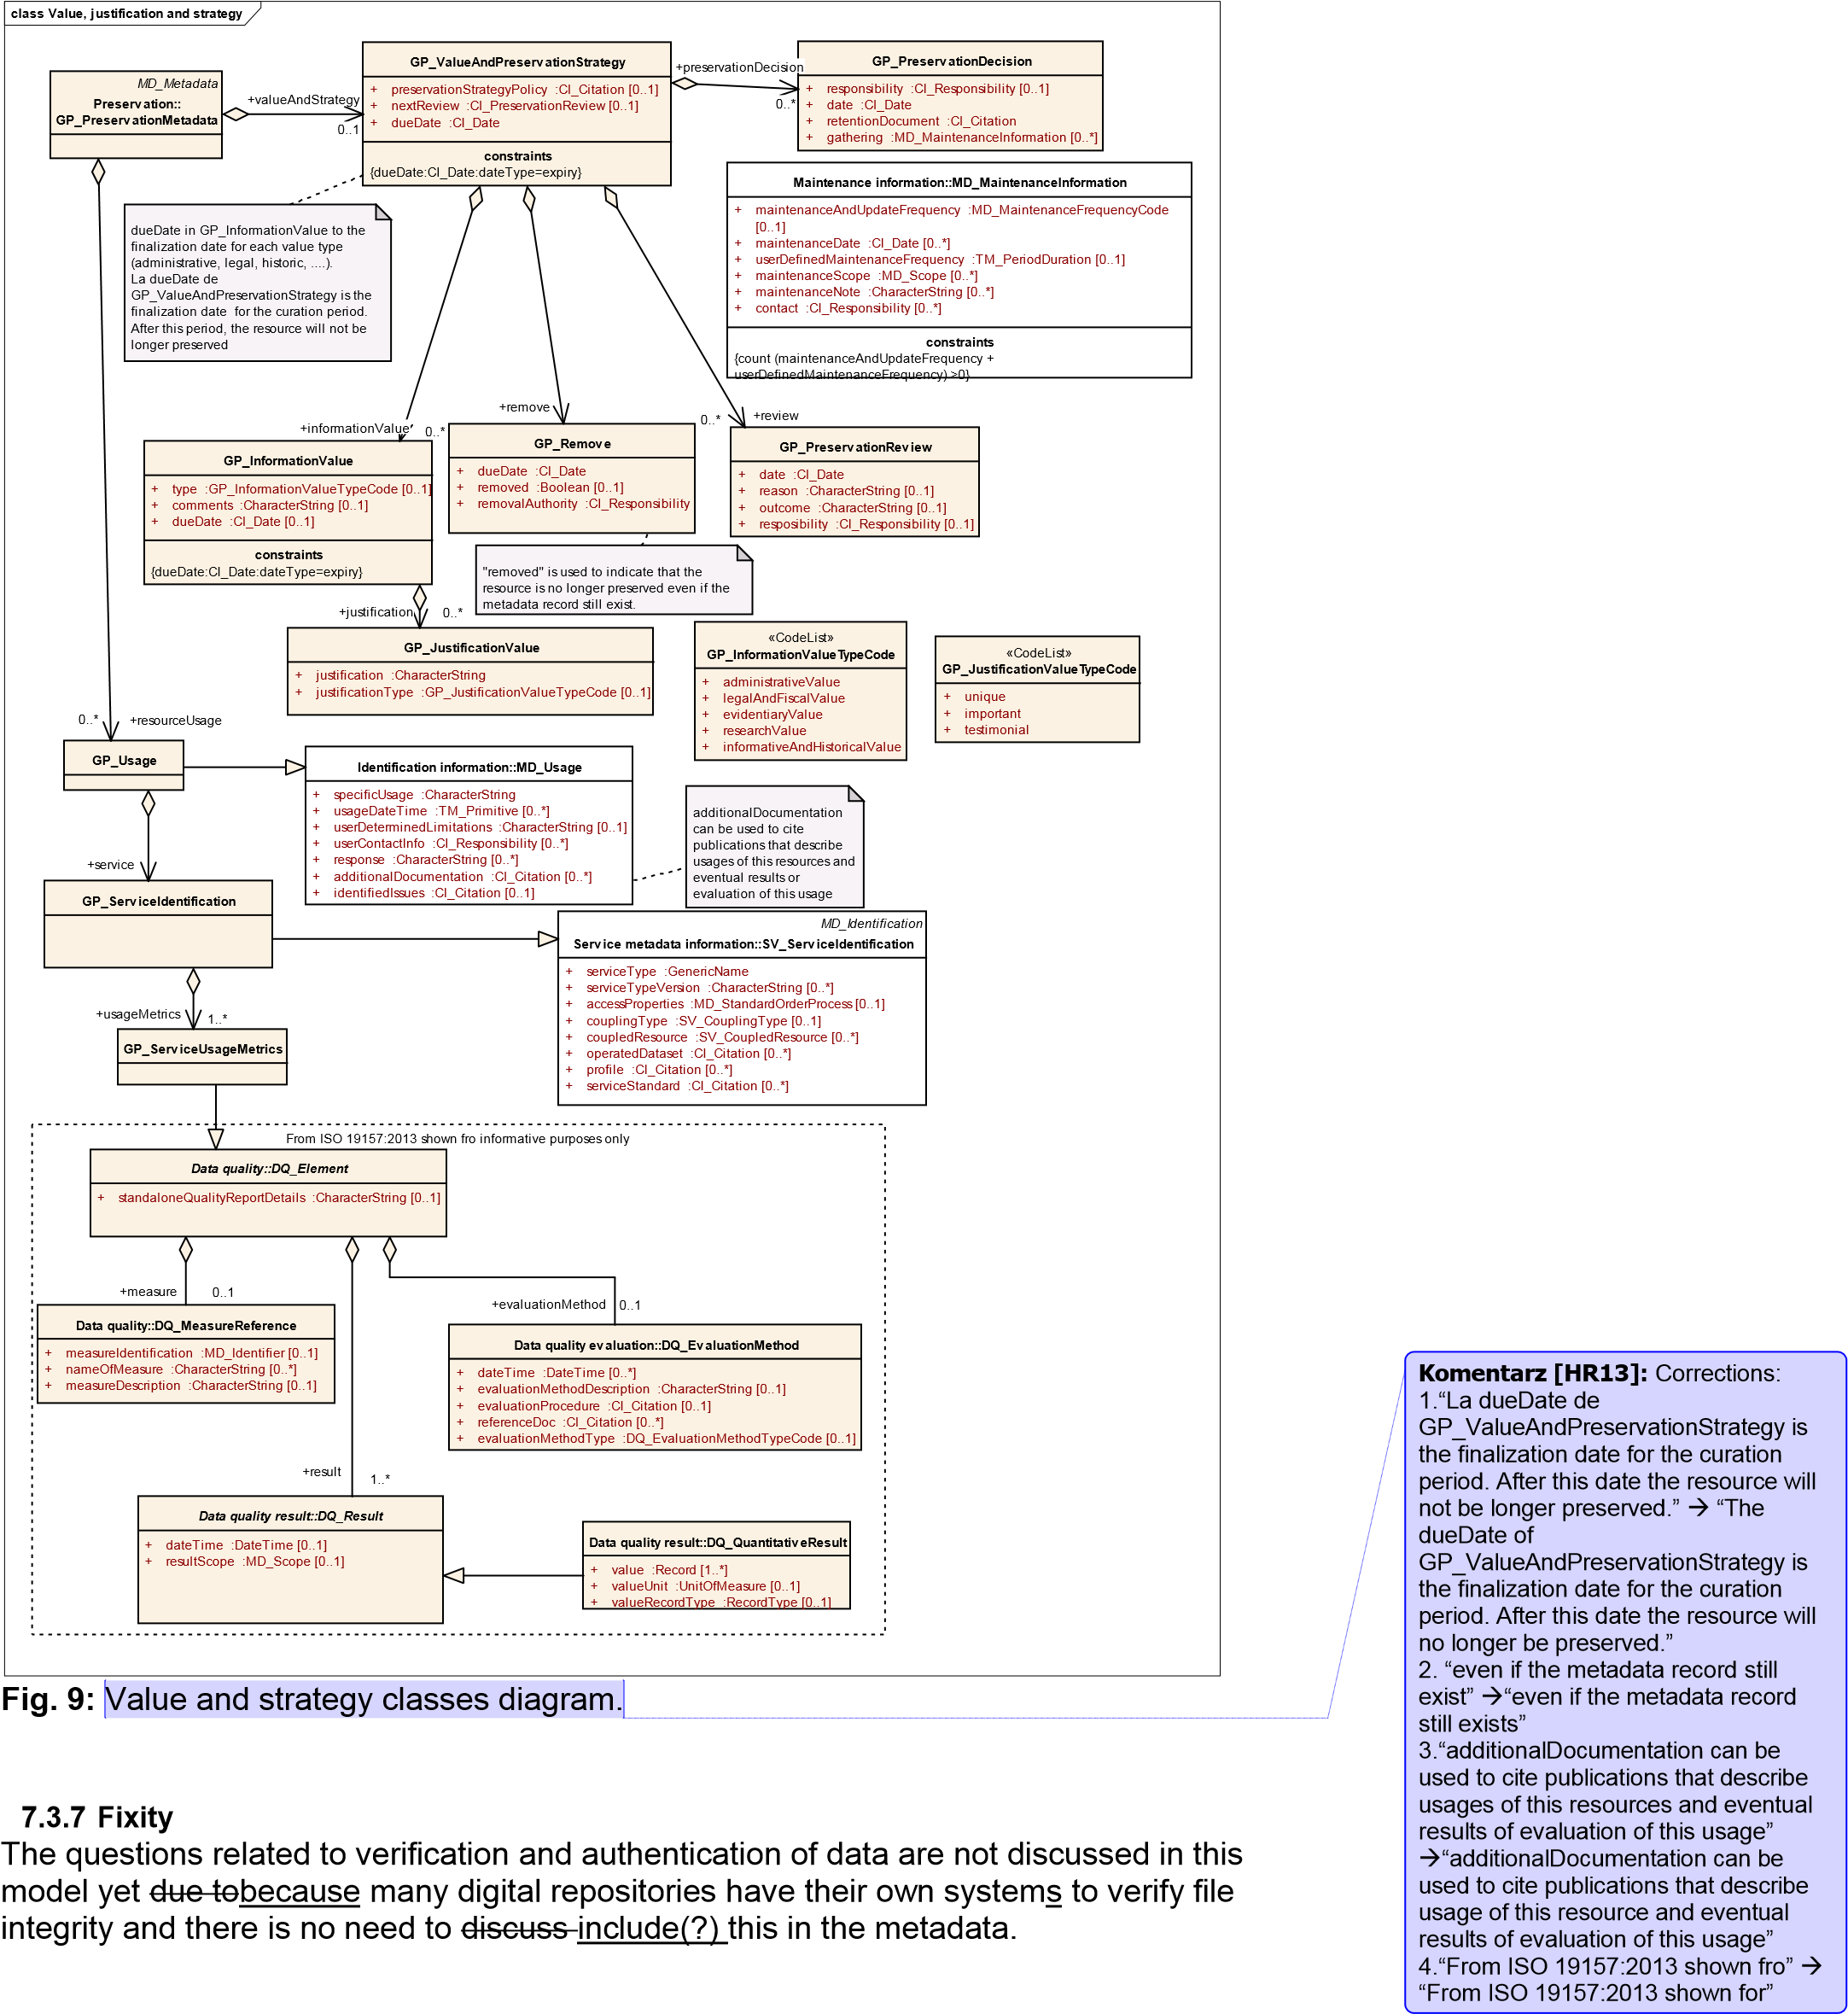 class Value, justification and strategy
MD_Metadata
Preservation::
GP_PreservationMetadata
+valueAndStrategy
0..1
GP_ValueAndPreservationStrategy
+ preservationStrategyPolicy :CI_Citation [0..1]
+ nextReview :CI_PreservationReview [0..1]
+ dueDate :CI_Date
constraints
{dueDate:CI_Date:dateType=expiry}
+preservationDecision
0..*
GP_PreservationDecision
+ responsibility :CI_Responsibility [0..1]
+ date :CI_Date
+ retentionDocument :CI_Citation
+ gathering :MD_MaintenanceInformation [0..*]
Maintenance information::MD_MaintenanceInformation
+ maintenanceAndUpdateFrequency :MD_MaintenanceFrequencyCode
[0..1]
+ maintenanceDate :CI_Date [0..*]
+ userDefinedMaintenanceFrequency :TM_PeriodDuration [0..1]
+ maintenanceScope :MD_Scope [0..*]
+ maintenanceNote :CharacterString [0..*]
+ contact :CI_Responsibility [0..*]
constraints
{count (maintenanceAndUpdateFrequency +
userDefinedMaintenanceFrequency) >0}
dueDate in GP_InformationValue to the
finalization date for each value type
(administrative, legal, historic, ....).
La dueDate de
GP_ValueAndPreservationStrategy is the
finalization date for the curation period.
After this period, the resource will not be
longer preserved
+informationValue
0..*
+remove
0..*
+review
GP_InformationValue
+ type :GP_InformationValueTypeCode [0..1]
+ comments :CharacterString [0..1]
+ dueDate :CI_Date [0..1]
constraints
{dueDate:CI_Date:dateType=expiry}
GP_Remove
+ dueDate :CI_Date
+ removed :Boolean [0..1]
+ removalAuthority :CI_Responsibility
GP_PreservationReview
+ date :CI_Date
+ reason :CharacterString [0..1]
+ outcome :CharacterString [0..1]
+ resposibility :CI_Responsibility [0..1]
"removed" is used to indicate that the
resource is no longer preserved even if the
metadata record still exist.
+justification
0..*
GP_JustificationValue
+ justification :CharacterString
+ justificationType :GP_JustificationValueTypeCode [0..1]
«CodeList»
GP_InformationValueTypeCode
+ administrativeValue
+ legalAndFiscalValue
+ evidentiaryValue
+ researchValue
+ informativeAndHistoricalValue
«CodeList»
GP_JustificationValueTypeCode
+ unique
+ important
+ testimonial
0..*
+resourceUsage
GP_Usage
Identification information::MD_Usage
+ specificUsage :CharacterString
+ usageDateTime :TM_Primitive [0..*]
+ userDeterminedLimitations :CharacterString [0..1]
+ userContactInfo :CI_Responsibility [0..*]
+ response :CharacterString [0..*]
+ additionalDocumentation :CI_Citation [0..*]
+ identifiedIssues :CI_Citation [0..1]
additionalDocumentation
can be used to cite
publications that describe
usages of this resources and
eventual results or
evaluation of this usage
+service
GP_ServiceIdentification
MD_Identification
Service metadata information::SV_ServiceIdentification
+ serviceType :GenericName
+ serviceTypeVersion :CharacterString [0..*]
+ accessProperties :MD_StandardOrderProcess [0..1]
+ couplingType :SV_CouplingType [0..1]
+ coupledResource :SV_CoupledResource [0..*]
+ operatedDataset :CI_Citation [0..*]
+ profile :CI_Citation [0..*]
+ serviceStandard :CI_Citation [0..*]
+usageMetrics
1..*
GP_ServiceUsageMetrics
From ISO 19157:2013 shown fro informative purposes only
Data quality::DQ_Element
+ standaloneQualityReportDetails :CharacterString [0..1]
+measure
0..1
+evaluationMethod
0..1
Data quality::DQ_MeasureReference
+ measureIdentification :MD_Identifier [0..1]
+ nameOfMeasure :CharacterString [0..*]
+ measureDescription :CharacterString [0..1]
Data quality evaluation::DQ_EvaluationMethod
+ dateTime :DateTime [0..*]
+ evaluationMethodDescription :CharacterString [0..1]
+ evaluationProcedure :CI_Citation [0..1]
+ referenceDoc :CI_Citation [0..*]
+ evaluationMethodType :DQ_EvaluationMethodTypeCode [0..1]
+result
1..*
Data quality result::DQ_Result
+ dateTime :DateTime [0..1]
+ resultScope :MD_Scope [0..1]
Data quality result::DQ_QuantitativeResult
+ value :Record [1..*]
+ valueUnit :UnitOfMeasure [0..1]
+ valueRecordType :RecordType [0..1]
Fig. 9: Value and strategy classes diagram.
7.3.7 Fixity
The questions related to verification and authentication of data are not discussed in this
model yet due tobecause many digital repositories have their own systems to verify file
integrity and there is no need to discuss include(?) this in the metadata.
Komentarz [HR13]: Corrections:
1.“La dueDate de
GP_ValueAndPreservationStrategy is
the finalization date for the curation
period. After this date the resource will
not be longer preserved.” → “The
dueDate of
GP_ValueAndPreservationStrategy is
the finalization date for the curation
period. After this date the resource will
no longer be preserved.”
2. “even if the metadata record still
exist” →“even if the metadata record
still exists”
3.“additionalDocumentation can be
used to cite publications that describe
usages of this resources and eventual
results of evaluation of this usage”
→“additionalDocumentation can be
used to cite publications that describe
usage of this resource and eventual
results of evaluation of this usage”
4.“From ISO 19157:2013 shown fro” →
“From ISO 19157:2013 shown for”